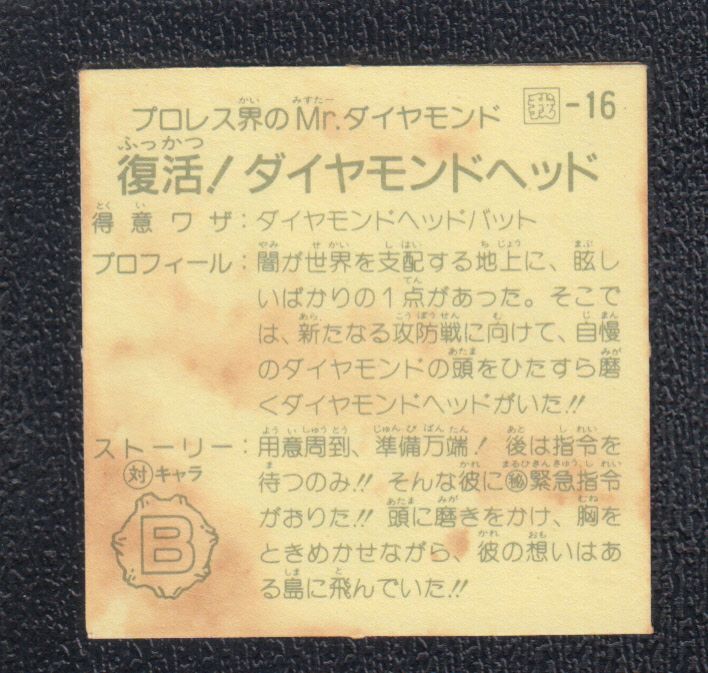 プロレス界のMr.ダイヤモンド 我-16
復活！ダイヤモンドヘッド
得意ワザ：ダイヤモンドヘッドバット
プロフィール：闇が世界を支配する地上に、眩し
いばかりの1点があった。そこで
は、新たなる攻防戦に向けて、自慢
のダイヤモンドの頭をひたすら磨
くダイヤモンドヘッドがいた!!
ストーリー：用意周到、準備万端！後は指令を
対キャラ
待つのみ!!そんな彼に㊙緊急指令
がおりた!!頭に磨きをかけ、胸を
ときめかせながら、彼の想いはあ
る島に飛んでいた!!
B